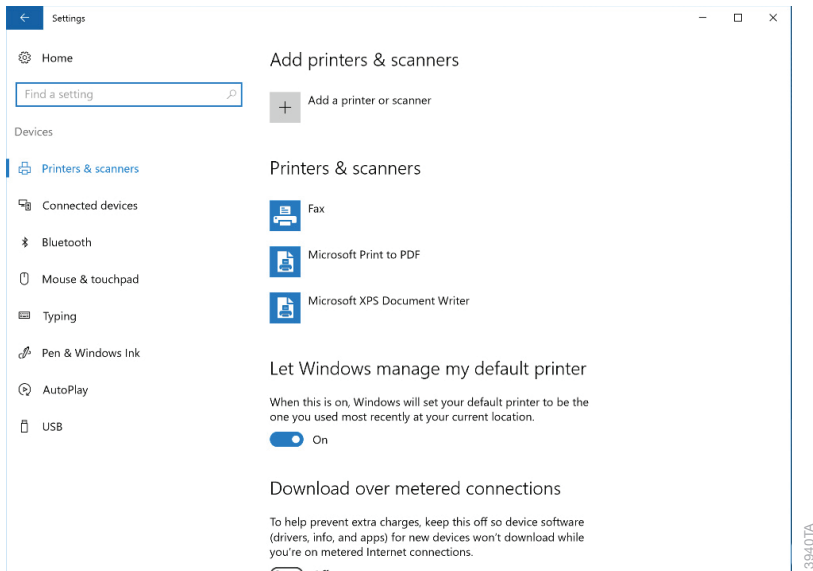 Settings
Home
Find a setting
Devices
Printers & scanners
Connected devices
Bluetooth
Mouse & touchpad
Typing
Pen & Windows Ink
AutoPlay
USB
Add printers & scanners
Add a printer or scanner
Printers & scanners
Fax
Microsoft Print to PDF
Microsoft XPS Document Writer
Let Windows manage my default printer
When this is on, Windows will set your default printer to be the
one you used most recently at your current location.
On
Download over metered connections
To help prevent extra charges, keep this off so device software
(drivers, info, and apps) for new devices won't download while
you're on metered Internet connections.
3940TA